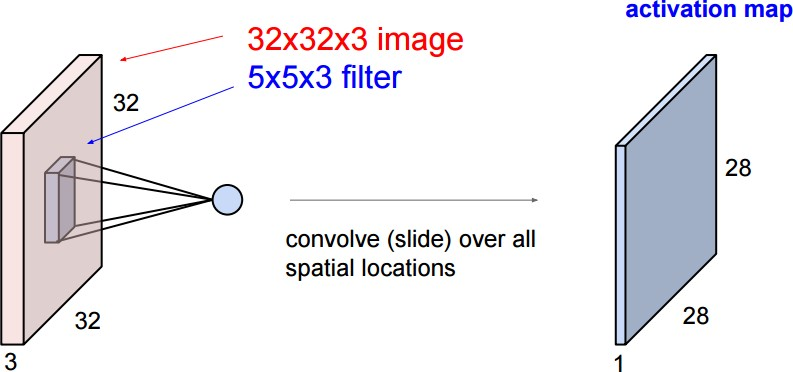 activation map
32x32x3 image
5x5x3 filter
32
28
convolve (slide) over all
spatial locations
32
28
3
1